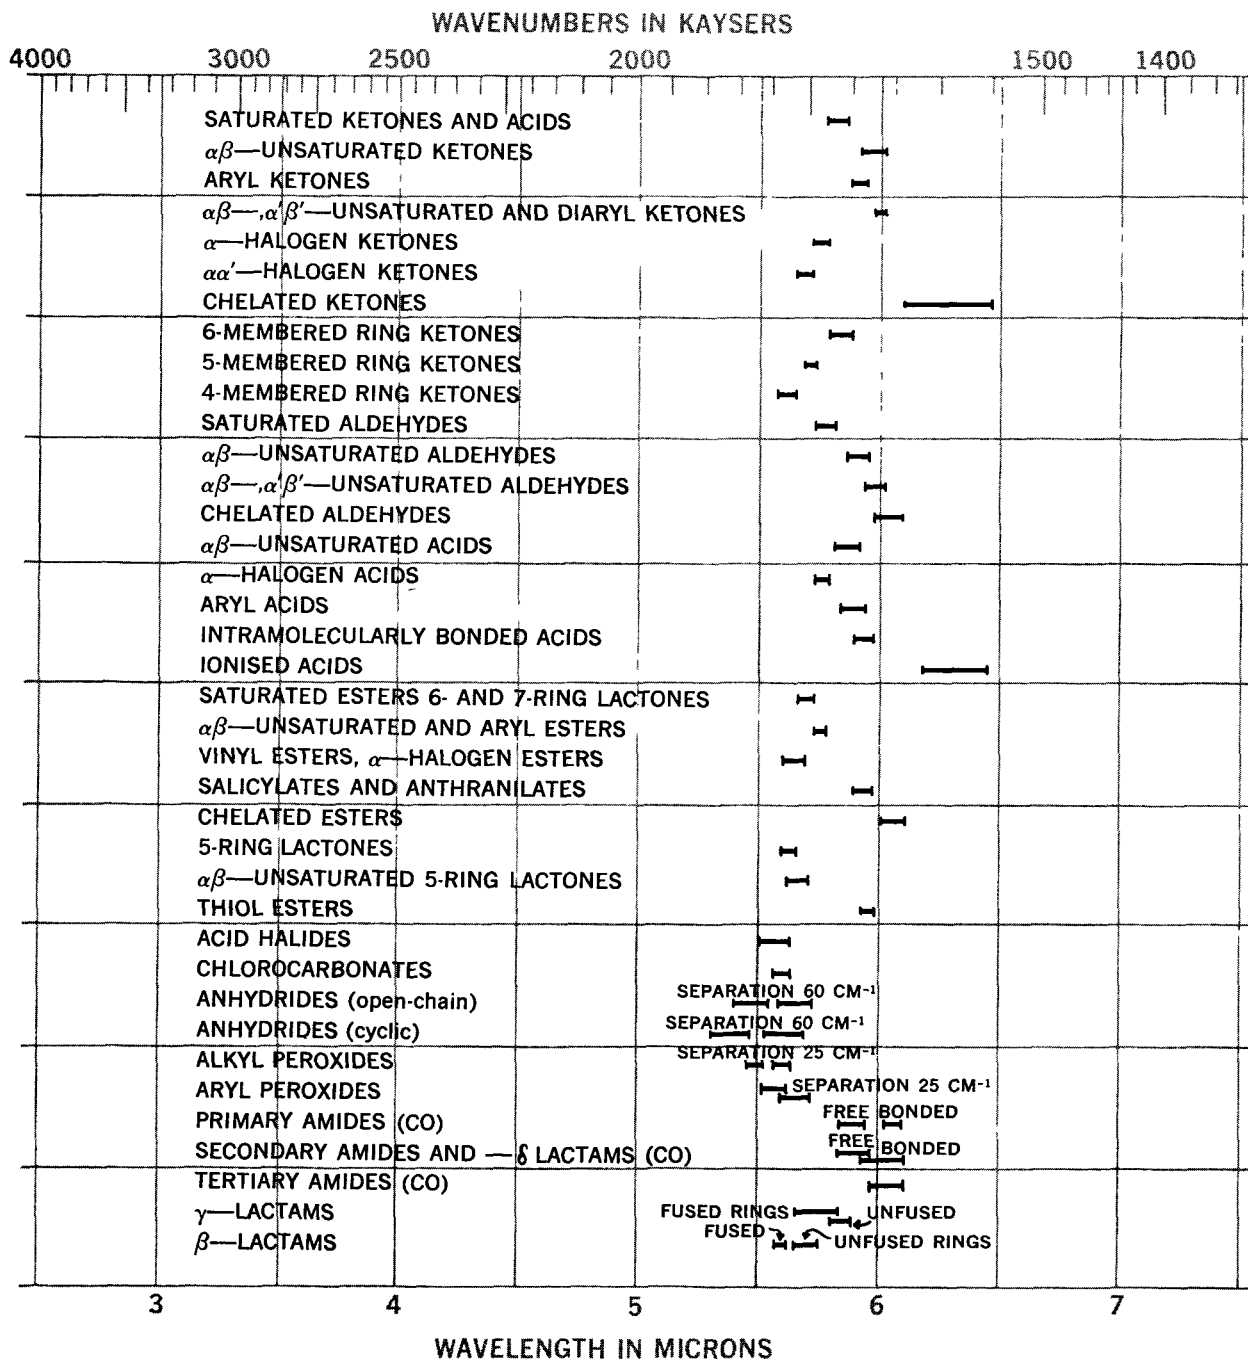 WAVENUMBERS IN KAYSERS
4000 3000 2500 2000 1500 1400
SATURATED KETONES AND ACIDS
αβ—UNSATURATED KETONES
ARYL KETONES
αβ—,α'β'—UNSATURATED AND DIARYL KETONES
α—HALOGEN KETONES
αα'—HALOGEN KETONES
CHELATED KETONES
6-MEMBERED RING KETONES
5-MEMBERED RING KETONES
4-MEMBERED RING KETONES
SATURATED ALDEHYDES
αβ—UNSATURATED ALDEHYDES
αβ—,α'β'—UNSATURATED ALDEHYDES
CHELATED ALDEHYDES
αβ—UNSATURATED ACIDS
α—HALOGEN ACIDS
ARYL ACIDS
INTRAMOLECULARLY BONDED ACIDS
IONISED ACIDS
SATURATED ESTERS 6- AND 7-RING LACTONES
αβ—UNSATURATED AND ARYL ESTERS
VINYL ESTERS, α—HALOGEN ESTERS
SALICYLATES AND ANTHRANILATES
CHELATED ESTERS
5-RING LACTONES
αβ—UNSATURATED 5-RING LACTONES
THIOL ESTERS
ACID HALIDES
CHLOROCARBONATES
ANHYDRIDES (open-chain) SEPARATION 60 CM⁻¹
ANHYDRIDES (cyclic) SEPARATION 60 CM⁻¹
ALKYL PEROXIDES SEPARATION 25 CM⁻¹
ARYL PEROXIDES SEPARATION 25 CM⁻¹
PRIMARY AMIDES (CO) FREE BONDED
SECONDARY AMIDES AND —δ LACTAMS (CO) FREE BONDED
TERTIARY AMIDES (CO)
γ—LACTAMS FUSED RINGS UNFUSED
β—LACTAMS FUSED UNFUSED RINGS
3 4 5 6 7
WAVELENGTH IN MICRONS